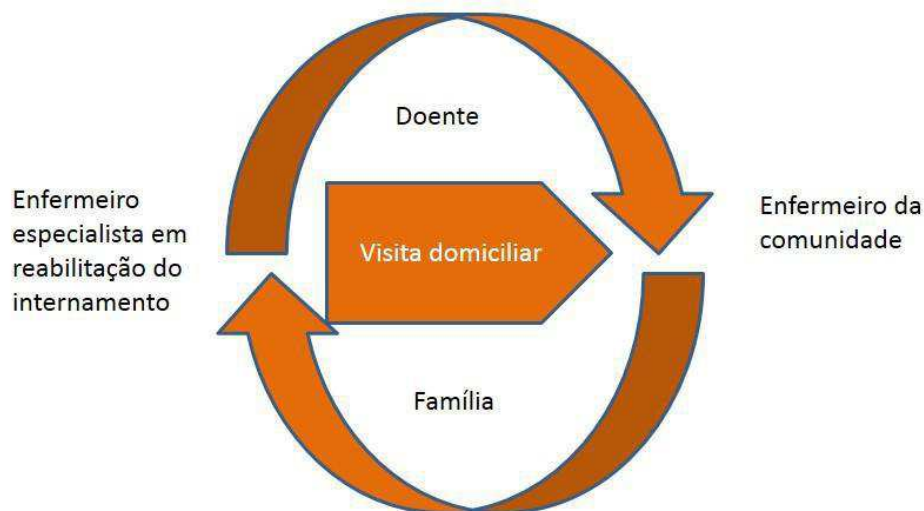 Doente
Enfermeiro
especialista em
reabilitação do
internamento
Visita domiciliar
Enfermeiro da
comunidade
Família